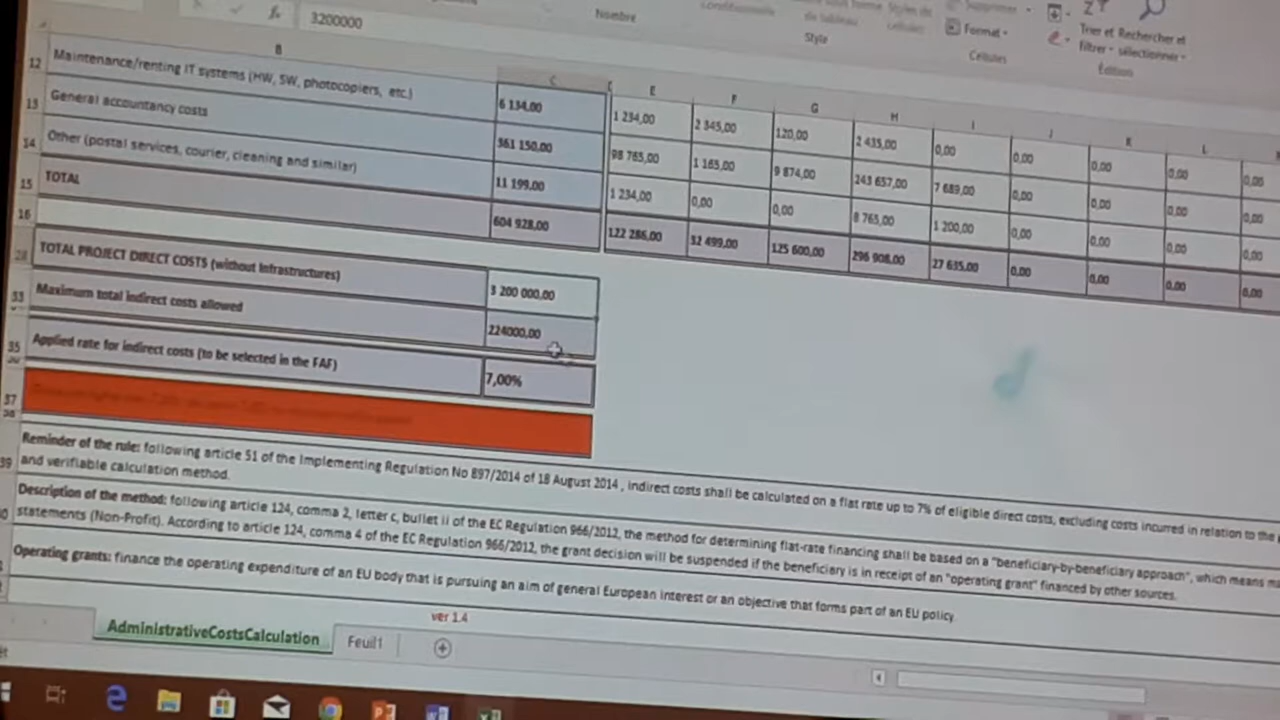 3200000
Nombre
Style
Format
Cellules
Trier et Rechercher et
filtrer sélectionner
Édition
B C E F G H I J K L
12 Maintenance/renting IT systems (HW, SW, photocopiers, etc.) 6 134,00 1 234,00 2 345,00 120,00 2 435,00 0,00 0,00 0,00 0,00 0,00
13 General accountancy costs 361 150,00 98 765,00 1 165,00 9 874,00 243 657,00 7 689,00 0,00 0,00 0,00 0,00
14 Other (postal services, courier, cleaning and similar) 11 199,00 1 234,00 0,00 0,00 8 765,00 1 200,00 0,00 0,00 0,00 0,00
15 TOTAL 604 928,00 122 286,00 32 499,00 125 600,00 296 908,00 27 635,00 0,00 0,00 0,00 0,00
16
28 TOTAL PROJECT DIRECT COSTS (without Infrastructures) 3 200 000,00
33 Maximum total indirect costs allowed 224000,00
35 Applied rate for indirect costs (to be selected in the FAF) 7,00%
37
39 Reminder of the rule: following article 51 of the Implementing Regulation No 897/2014 of 18 August 2014 , indirect costs shall be calculated on a flat rate up to 7% of eligible direct costs, excluding costs incurred in relation to the
and verifiable calculation method.
Description of the method: following article 124, comma 2, letter c, bullet ii of the EC Regulation 966/2012, the method for determining flat-rate financing shall be based on a "beneficiary-by-beneficiary approach", which means
statements (Non-Profit). According to article 124, comma 4 of the EC Regulation 966/2012, the grant decision will be suspended if the beneficiary is in receipt of an "operating grant" financed by other sources.
Operating grants: finance the operating expenditure of an EU body that is pursuing an aim of general European interest or an objective that forms part of an EU policy
ver 1.4
AdministrativeCostsCalculation Feuil1